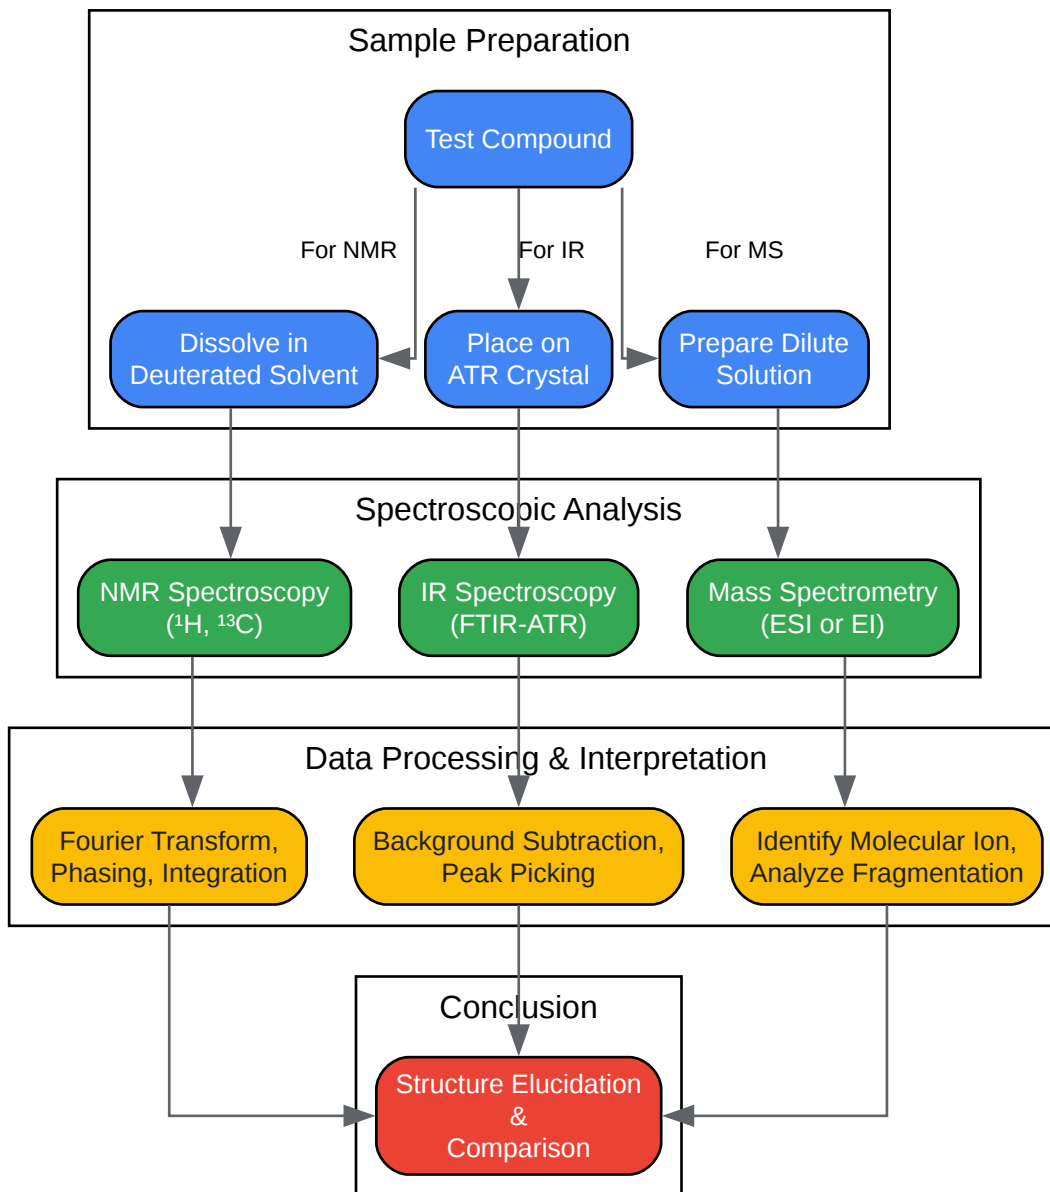 Sample Preparation
Test Compound
For NMR
For IR
For MS
Dissolve in
Deuterated Solvent
Place on
ATR Crystal
Prepare Dilute
Solution
Spectroscopic Analysis
NMR Spectroscopy
(¹H, ¹³C)
IR Spectroscopy
(FTIR-ATR)
Mass Spectrometry
(ESI or EI)
Data Processing & Interpretation
Fourier Transform,
Phasing, Integration
Background Subtraction,
Peak Picking
Identify Molecular Ion,
Analyze Fragmentation
Conclusion
Structure Elucidation
&
Comparison